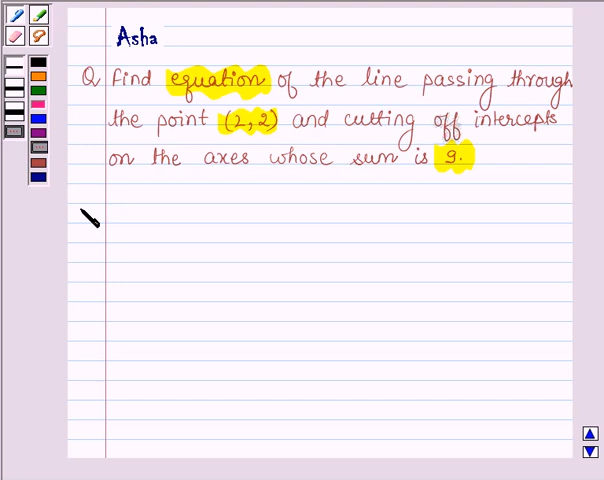 Asha
Q Find equation of the line passing through
the point (2,2) and cutting off intercepts
on the axes whose sum is 9.